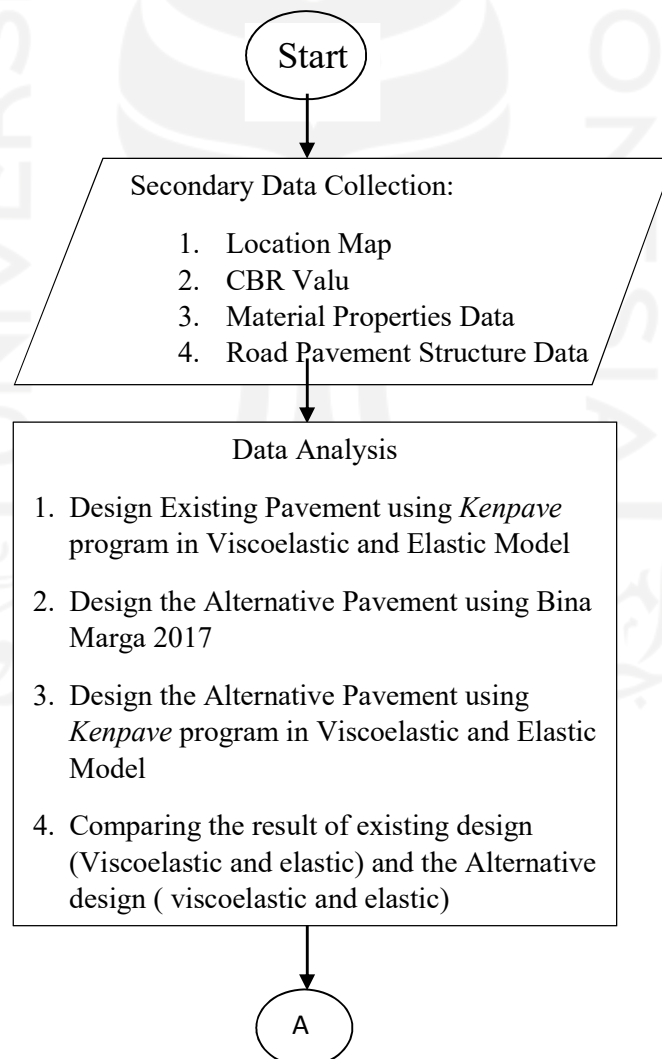 Start
Secondary Data Collection:
1. Location Map
2. CBR Valu
3. Material Properties Data
4. Road Pavement Structure Data
Data Analysis
1. Design Existing Pavement using Kenpave
program in Viscoelastic and Elastic Model
2. Design the Alternative Pavement using Bina
Marga 2017
3. Design the Alternative Pavement using
Kenpave program in Viscoelastic and Elastic
Model
4. Comparing the result of existing design
(Viscoelastic and elastic) and the Alternative
design ( viscoelastic and elastic)
A